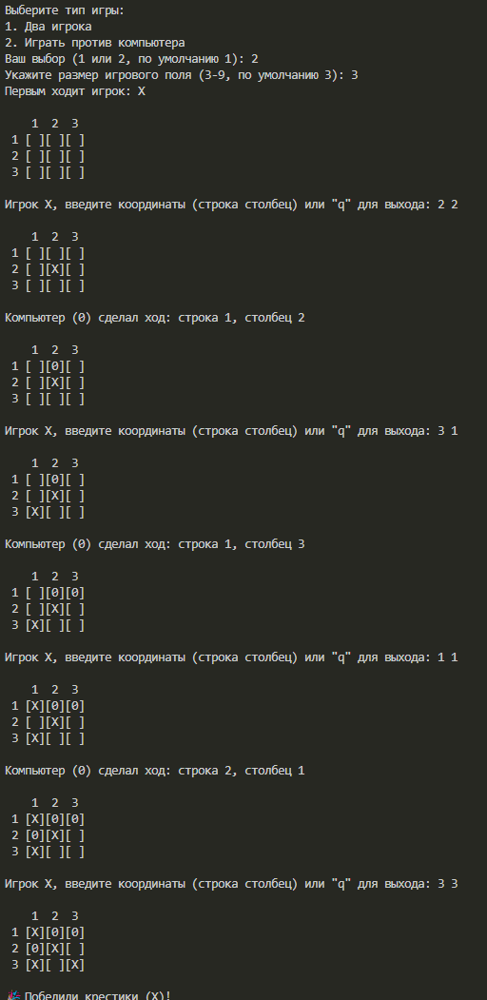 Выберите тип игры:
1. Два игрока
2. Играть против компьютера
Ваш выбор (1 или 2, по умолчанию 1): 2
Укажите размер игрового поля (3-9, по умолчанию 3): 3
Первым ходит игрок: X
1 2 3
1 [ ][ ][ ]
2 [ ][ ][ ]
3 [ ][ ][ ]
Игрок X, введите координаты (строка столбец) или "q" для выхода: 2 2
1 2 3
1 [ ][ ][ ]
2 [ ][X][ ]
3 [ ][ ][ ]
Компьютер (0) сделал ход: строка 1, столбец 2
1 2 3
1 [ ][0][ ]
2 [ ][X][ ]
3 [ ][ ][ ]
Игрок X, введите координаты (строка столбец) или "q" для выхода: 3 1
1 2 3
1 [ ][0][ ]
2 [ ][X][ ]
3 [X][ ][ ]
Компьютер (0) сделал ход: строка 1, столбец 3
1 2 3
1 [ ][0][0]
2 [ ][X][ ]
3 [X][ ][ ]
Игрок X, введите координаты (строка столбец) или "q" для выхода: 1 1
1 2 3
1 [X][0][0]
2 [ ][X][ ]
3 [X][ ][ ]
Компьютер (0) сделал ход: строка 2, столбец 1
1 2 3
1 [X][0][0]
2 [0][X][ ]
3 [X][ ][ ]
Игрок X, введите координаты (строка столбец) или "q" для выхода: 3 3
1 2 3
1 [X][0][0]
2 [0][X][ ]
3 [X][ ][X]
🎉 Победили крестики (X)!